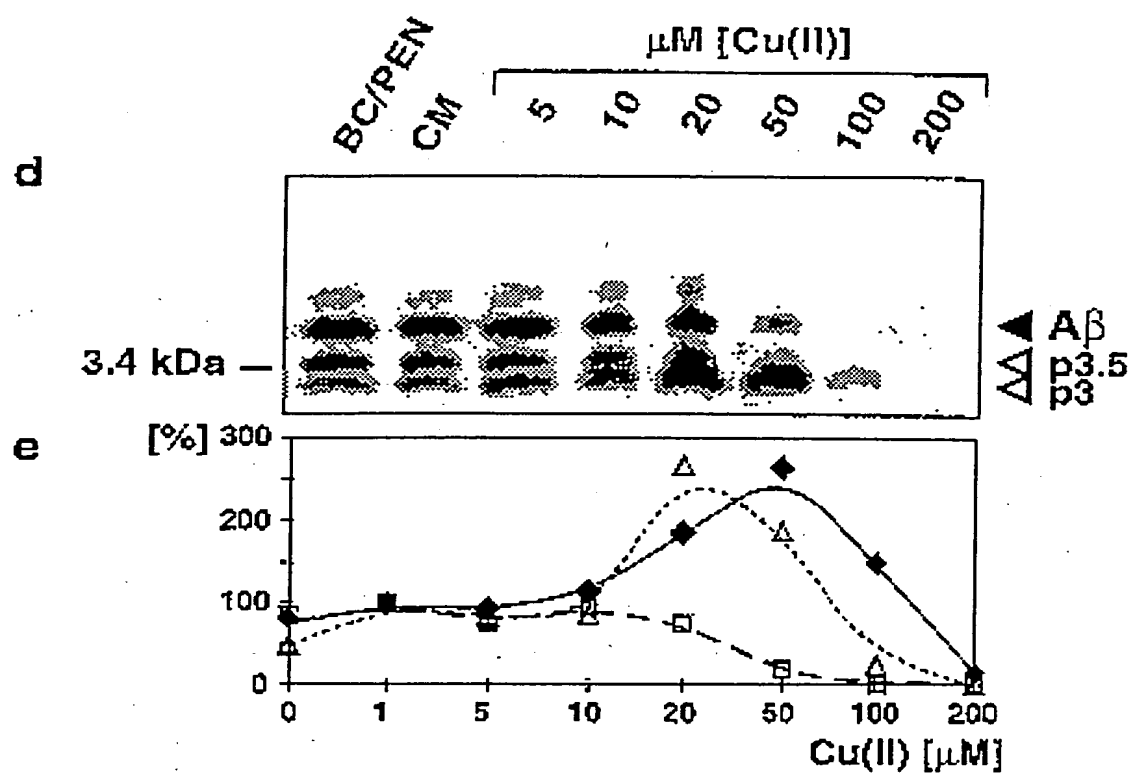 µM [Cu(II)]
BC/PEN CM 5 10 20 50 100 200
d
Aβ
3.4 kDa p3.5
p3
e
[%] 300
200
100
0
0 1 5 10 20 50 100 200
Cu(II) [µM]